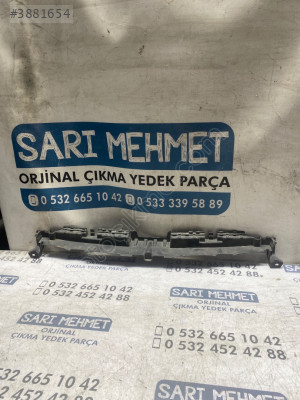 #3881654
SARI MEHMET
ORJİNAL ÇIKMA YEDEK PARÇA
0 532 665 10 42 0 533 339 58 89
665 10 42
0 532 452 42 88
SARI MEHMET
ORJİNAL
ÇIKMA YEDEK PARÇA
0 532 665 10 42
0 532 452 42 88
0 532 665 10 42
532 452 42 88
SARI MEHMET
ORJİNAL
ÇIKMA YEDEK PARÇA